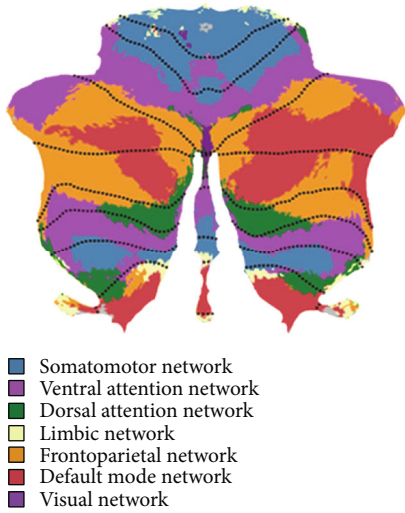 Somatomotor network
Ventral attention network
Dorsal attention network
Limbic network
Frontoparietal network
Default mode network
Visual network